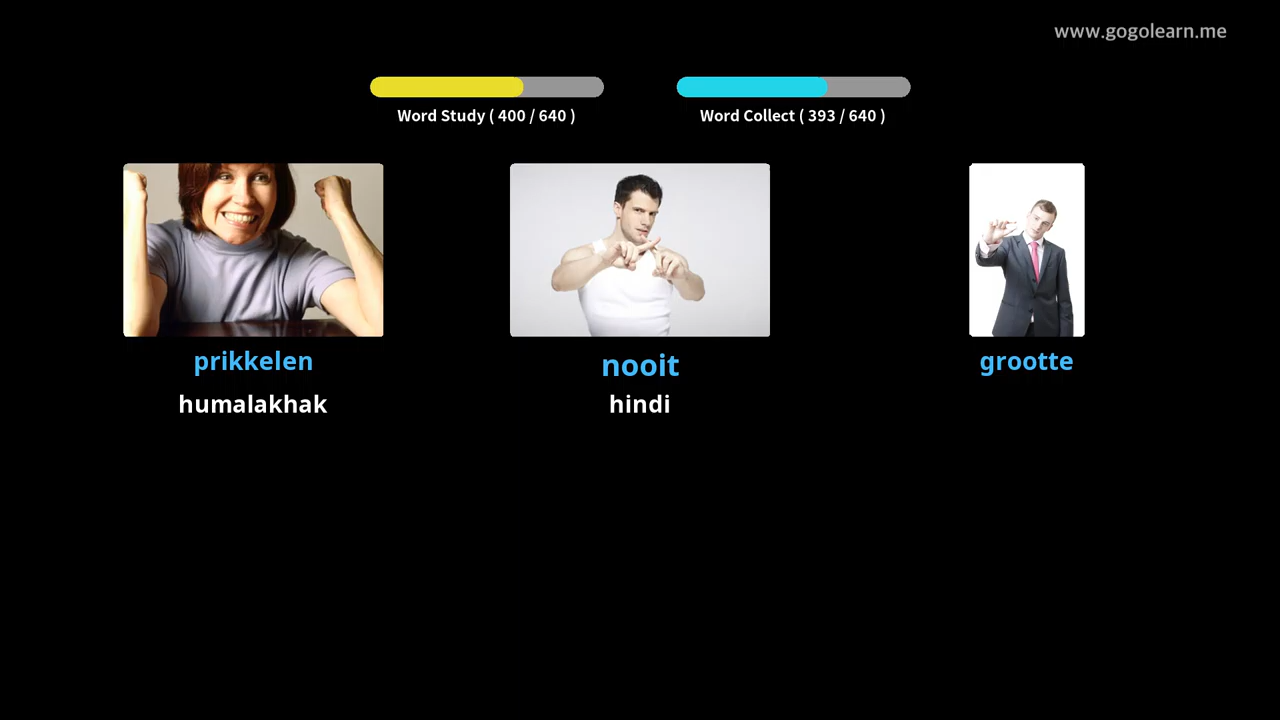 www.gogolearn.me
Word Study ( 400 / 640 )
Word Collect ( 393 / 640 )
prikkelen
humalakhak
nooit
hindi
grootte